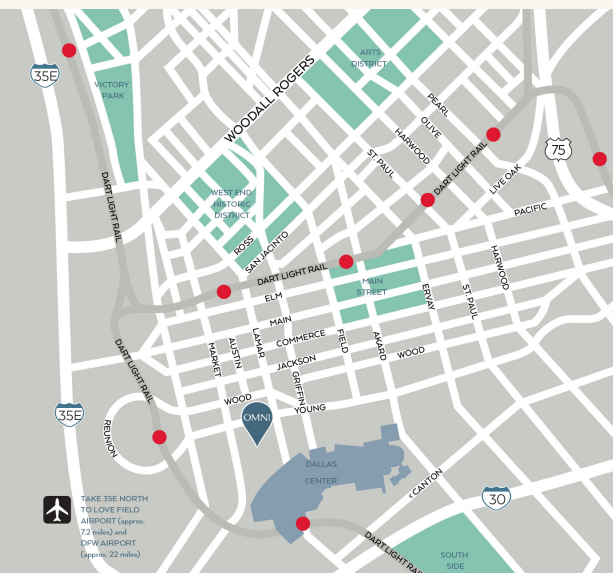 35E
VICTORY
PARK
ARTS
DISTRICT
WOODALL ROGERS
PEARL
OLIVE
HARWOOD
ST. PAUL
DART LIGHT RAIL
LIVE OAK
75
PACIFIC
WEST END
HISTORIC
DISTRICT
ROSS
SAN JACINTO
DART LIGHT RAIL
DART LIGHT RAIL
MAIN
STREET
ELM
MAIN
COMMERCE
JACKSON
WOOD
WOOD
YOUNG
MARKET
AUSTIN
LAMAR
GRIFFIN
FIELD
AKARD
ERVAY
ST. PAUL
HARWOOD
DART LIGHT RAIL
35E
REUNION
OMNI
DALLAS
CENTER
< CANTON
30
TAKE 35E NORTH
TO LOVE FIELD
AIRPORT (approx.
7.2 miles) and
DFW AIRPORT
(approx. 22 miles)
DART LIGHT RAIL
SOUTH
SIDE